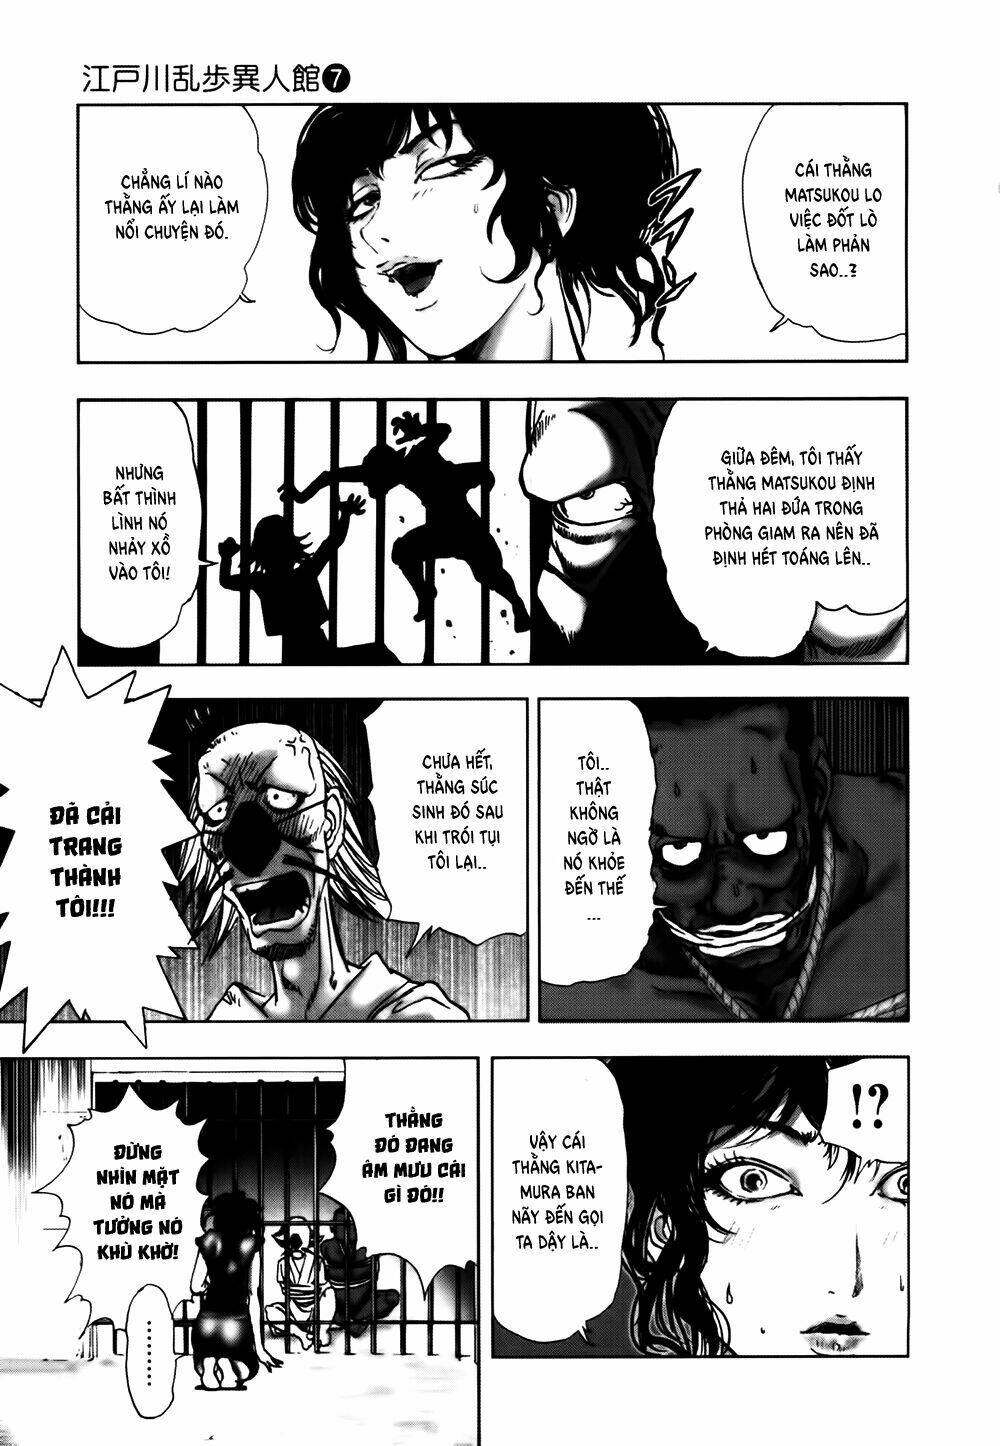 江戸川乱歩異人館❼
CÁI THẰNG
MATSUKOU LO
VIỆC ĐỐT LÒ
LÀM PHẢN
SAO..?
CHẲNG LÍ NÀO
THẰNG ẤY LẠI LÀM
NỔI CHUYỆN ĐÓ.
GIỮA ĐÊM, TÔI THẤY
THẰNG MATSUKOU ĐỊNH
THẢ HAI ĐỨA TRONG
PHÒNG GIAM RA NÊN ĐÃ
ĐỊNH HÉT TOÁNG LÊN..
NHƯNG
BẤT THÌNH
LÌNH NÓ
NHẢY XỒ
VÀO TÔI!
TÔI..
THẬT
KHÔNG
NGỜ LÀ
NÓ KHỎE
ĐẾN THẾ
...
CHƯA HẾT,
THẰNG SÚC
SINH ĐÓ SAU
KHI TRÓI TỤI
TÔI LẠI..
ĐÃ CẢI
TRANG
THÀNH
TÔI!!!
!?
VẬY CÁI
THẰNG KITA-
MURA BAN
NÃY ĐẾN GỌI
TA DẬY LÀ..
THẰNG
ĐÓ ĐANG
ÂM MƯU CÁI
GÌ ĐÓ!!
ĐỪNG
NHÌN MẶT
NÓ MÀ
TƯỞNG NÓ
KHÙ KHỜ!
........